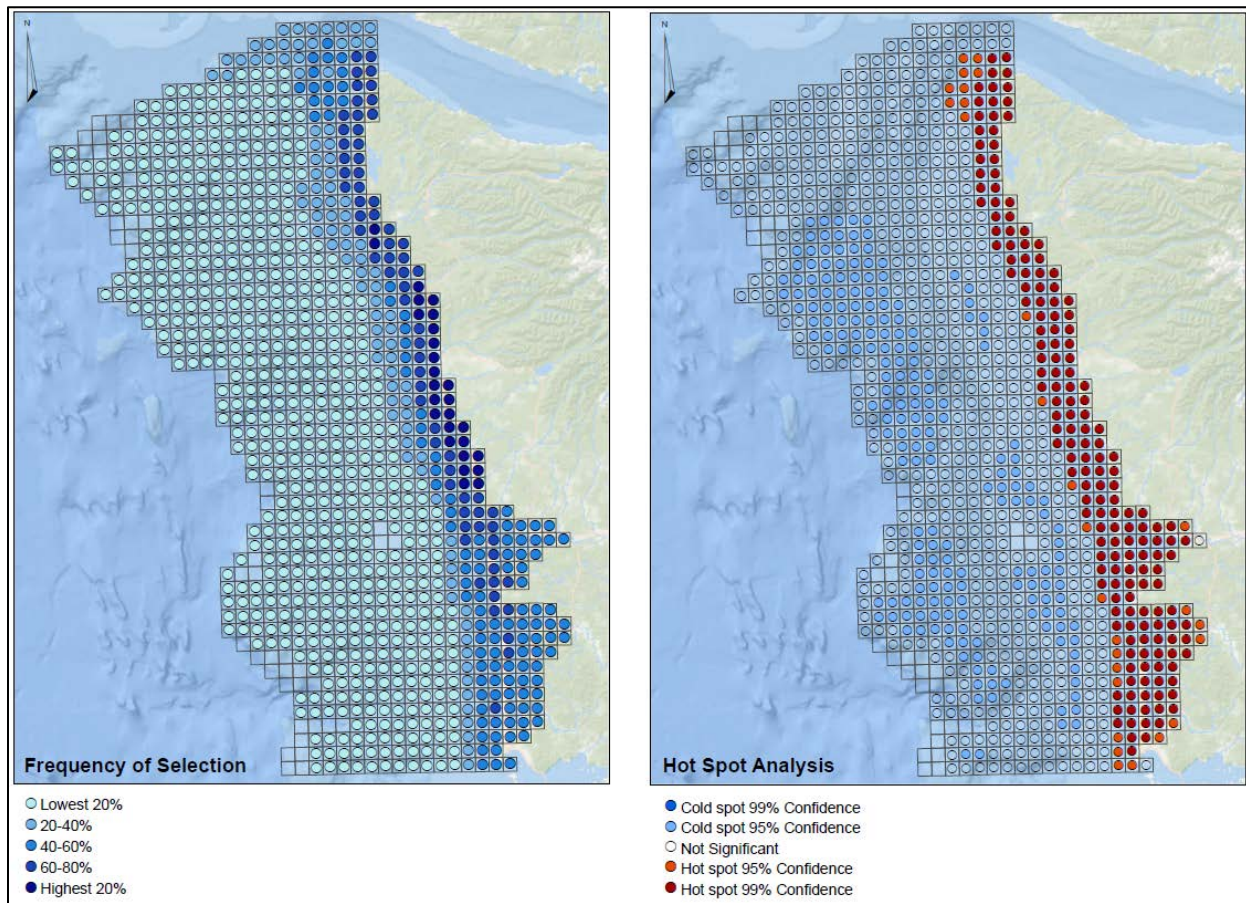 N
N
Frequency of Selection
Hot Spot Analysis
Lowest 20%
20-40%
40-60%
60-80%
Highest 20%
Cold spot 99% Confidence
Cold spot 95% Confidence
Not Significant
Hot spot 95% Confidence
Hot spot 99% Confidence